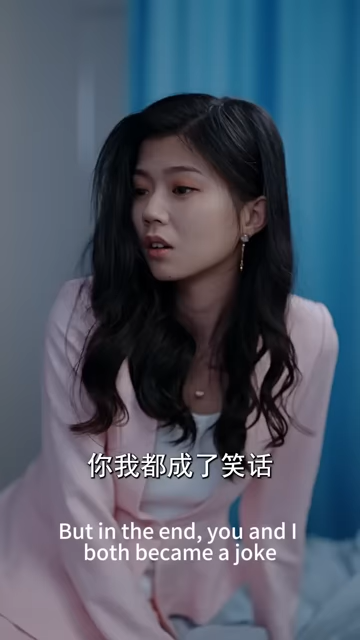 你我都成了笑话
But in the end, you and I
both became a joke